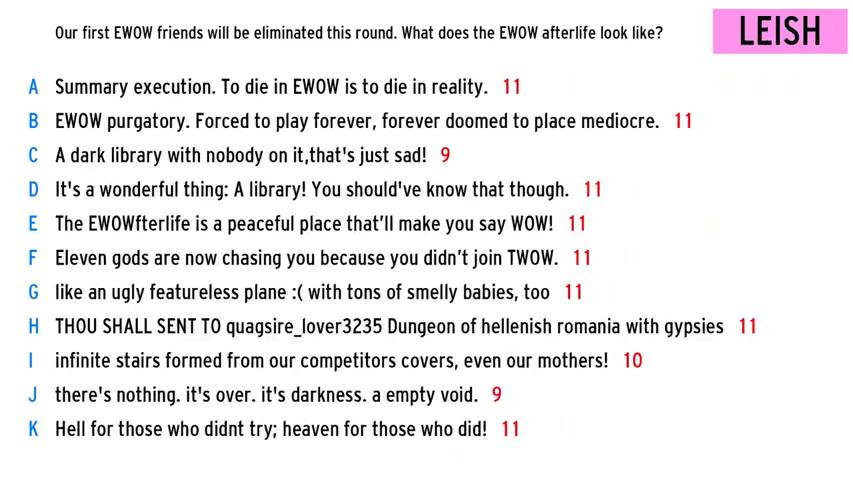 Our first EWOW friends will be eliminated this round. What does the EWOW afterlife look like?
LEISH
A Summary execution. To die in EWOW is to die in reality. 11
B EWOW purgatory. Forced to play forever, forever doomed to place mediocre. 11
C A dark library with nobody on it,that's just sad! 9
D It's a wonderful thing: A library! You should've know that though. 11
E The EWOWfterlife is a peaceful place that'll make you say WOW! 11
F Eleven gods are now chasing you because you didn't join TWOW. 11
G like an ugly featureless plane :( with tons of smelly babies, too 11
H THOU SHALL SENT TO quagsire_lover3235 Dungeon of hellenish romania with gypsies 11
I infinite stairs formed from our competitors covers, even our mothers! 10
J there's nothing. it's over. it's darkness. a empty void. 9
K Hell for those who didnt try; heaven for those who did! 11